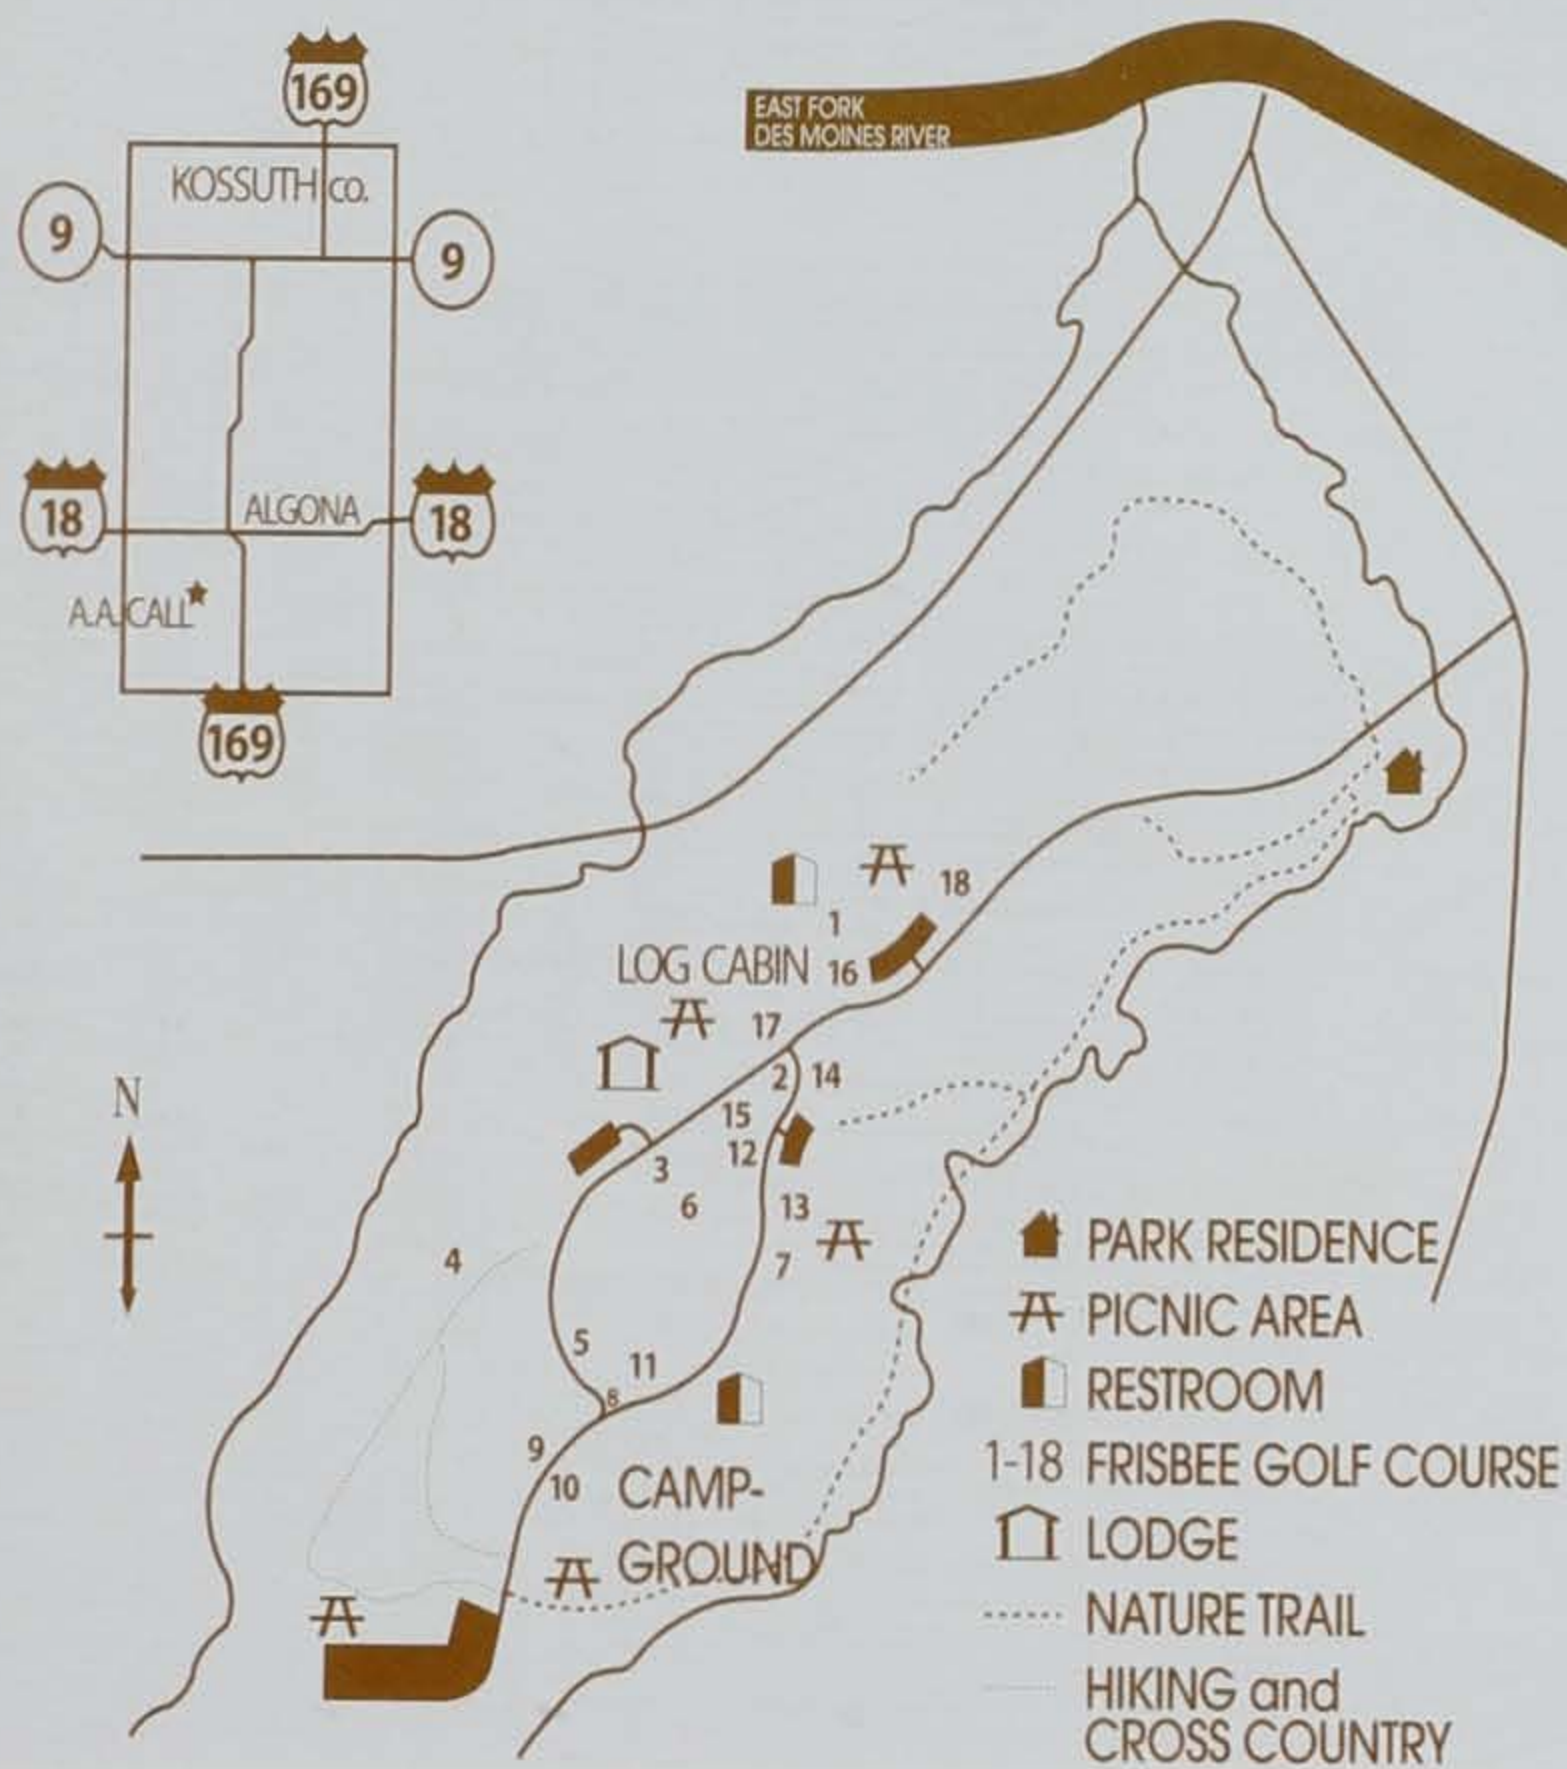 169
KOSSUTH CO.
9
9
18
ALGONA
18
A.A. CALL
169
EAST FORK
DES MOINES RIVER
18
1
LOG CABIN
16
17
2
14
15
12
3
6
13
4
7
5
11
8
9
10
CAMP-
GROUND
N
PARK RESIDENCE
PICNIC AREA
RESTROOM
1-18 FRISBEE GOLF COURSE
LODGE
NATURE TRAIL
HIKING and
CROSS COUNTRY